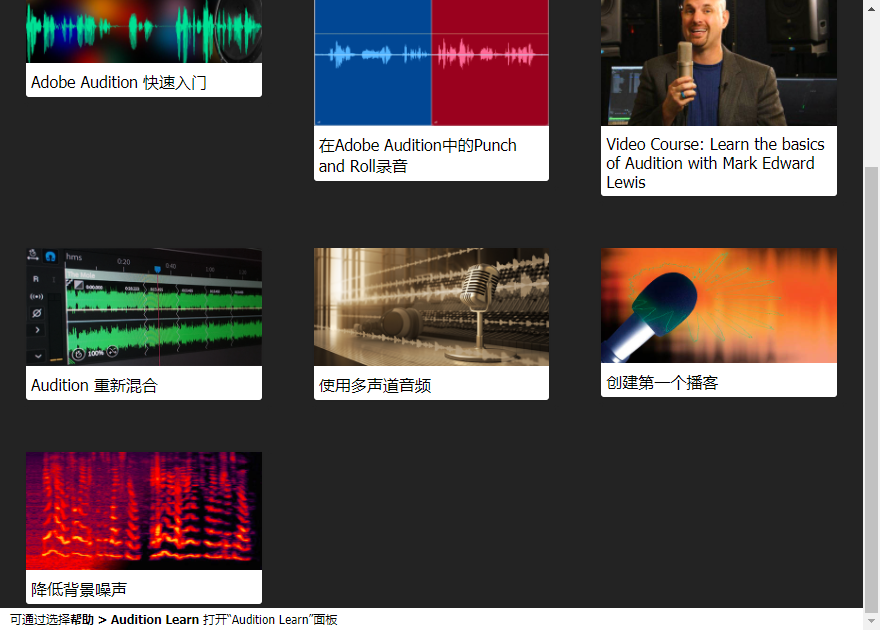 Adobe Audition 快速入门
在Adobe Audition中的Punch
and Roll录音
Video Course: Learn the basics
of Audition with Mark Edward
Lewis
hms
0:20
0:40
1:00
R
100%
Audition 重新混合
使用多声道音频
创建第一个播客
降低背景噪声
可通过选择帮助 > Audition Learn 打开“Audition Learn”面板